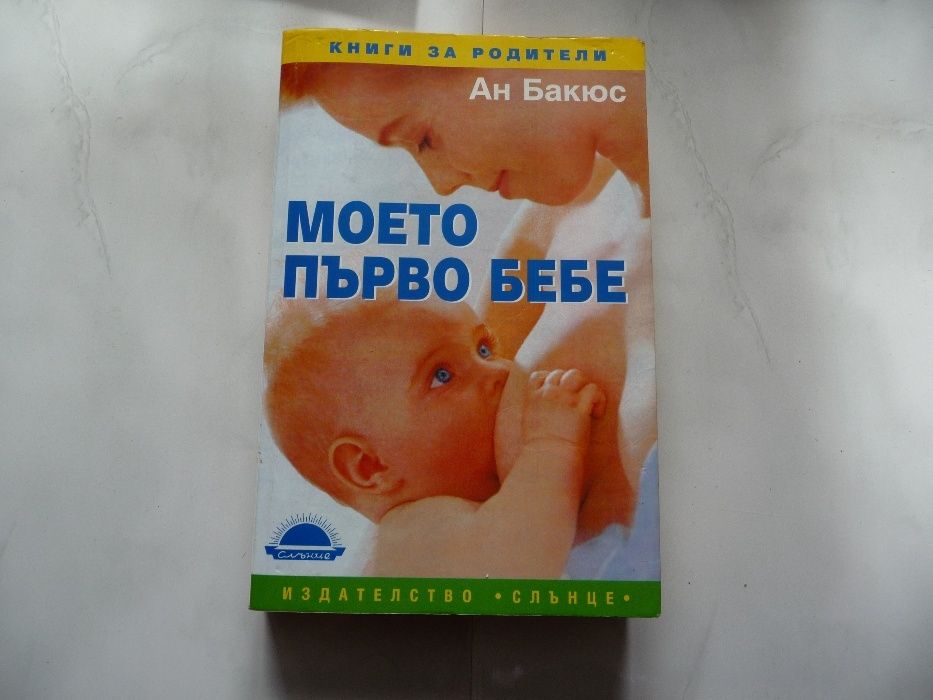 КНИГИ ЗА РОДИТЕЛИ
Ан Бакюс
МОЕТО
ПЪРВО БЕБЕ
Слънце
ИЗДАТЕЛСТВО • СЛЪНЦЕ •